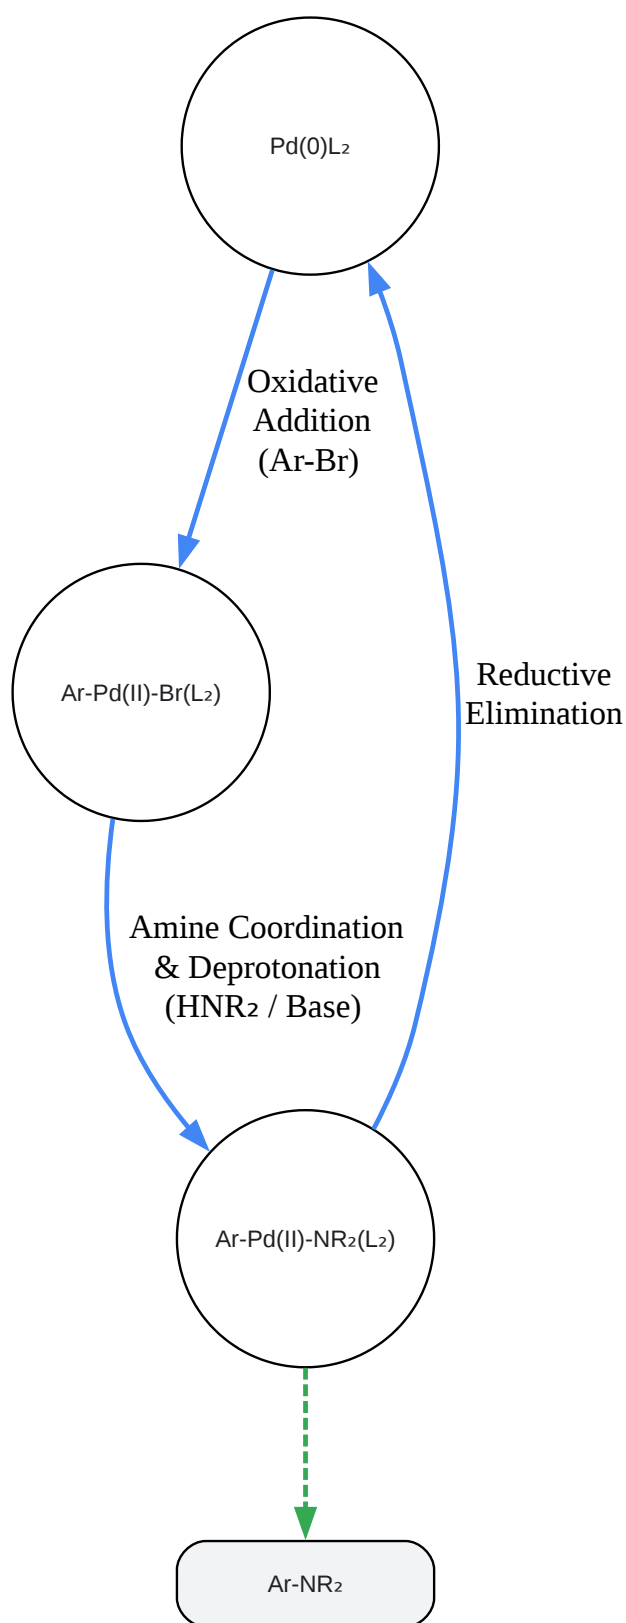 Pd(0)L₂
Oxidative
Addition
(Ar-Br)
Ar-Pd(II)-Br(L₂)
Reductive
Elimination
Amine Coordination
& Deprotonation
(HNR₂ / Base)
Ar-Pd(II)-NR₂(L₂)
Ar-NR₂